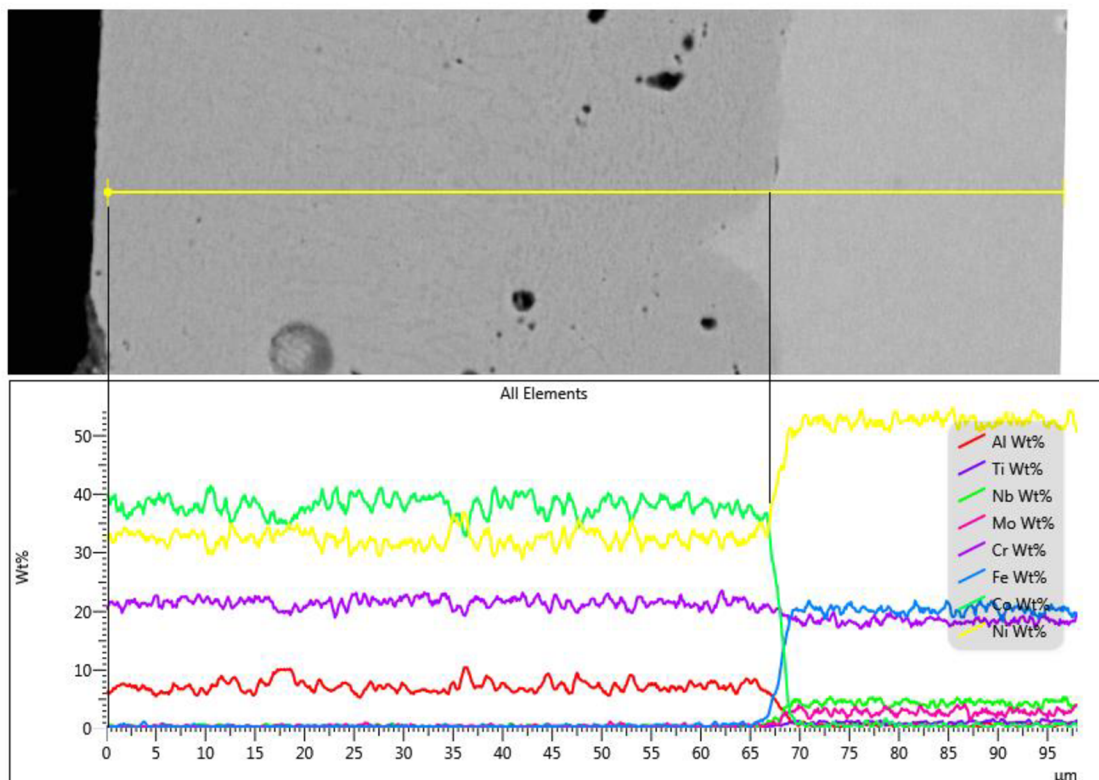 All Elements
Wt%
50
40
30
20
10
0
Al Wt%
Ti Wt%
Nb Wt%
Mo Wt%
Cr Wt%
Fe Wt%
Co Wt%
Ni Wt%
0 5 10 15 20 25 30 35 40 45 50 55 60 65 70 75 80 85 90 95
µm